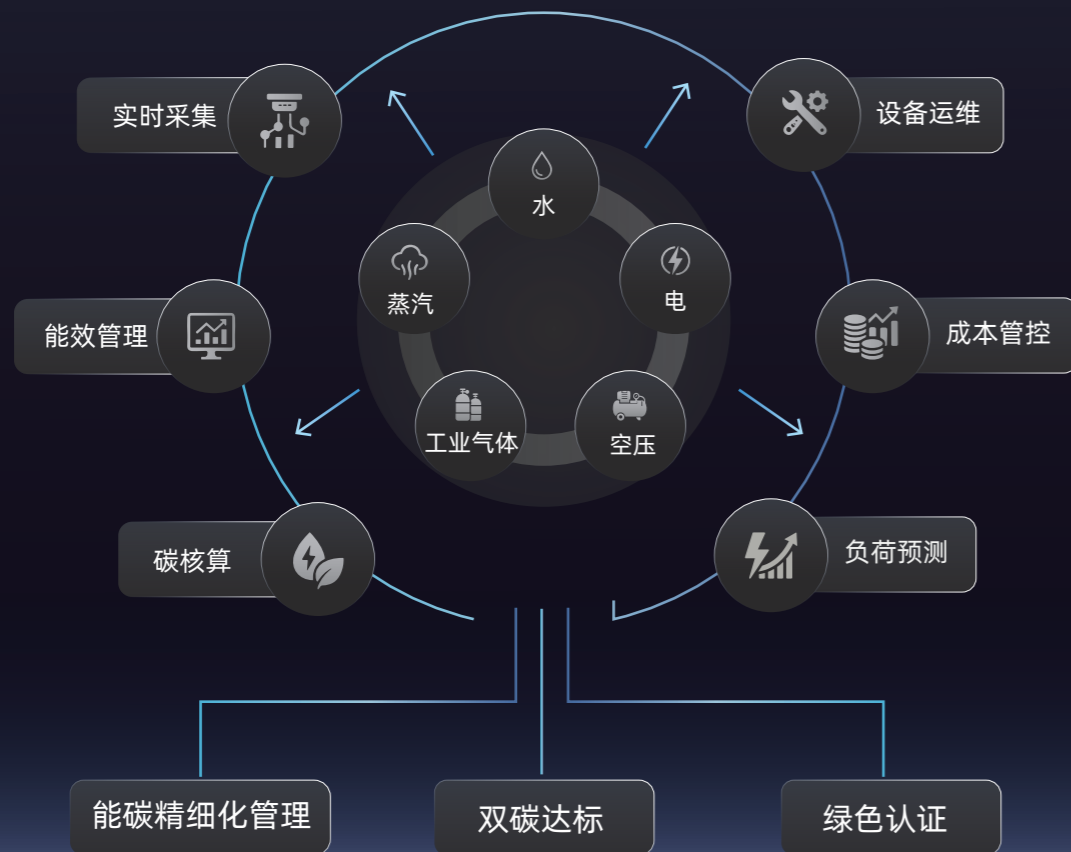 实时采集
设备运维
水
蒸汽
电
能效管理
成本管控
工业气体
空压
碳核算
负荷预测
能碳精细化管理
双碳达标
绿色认证